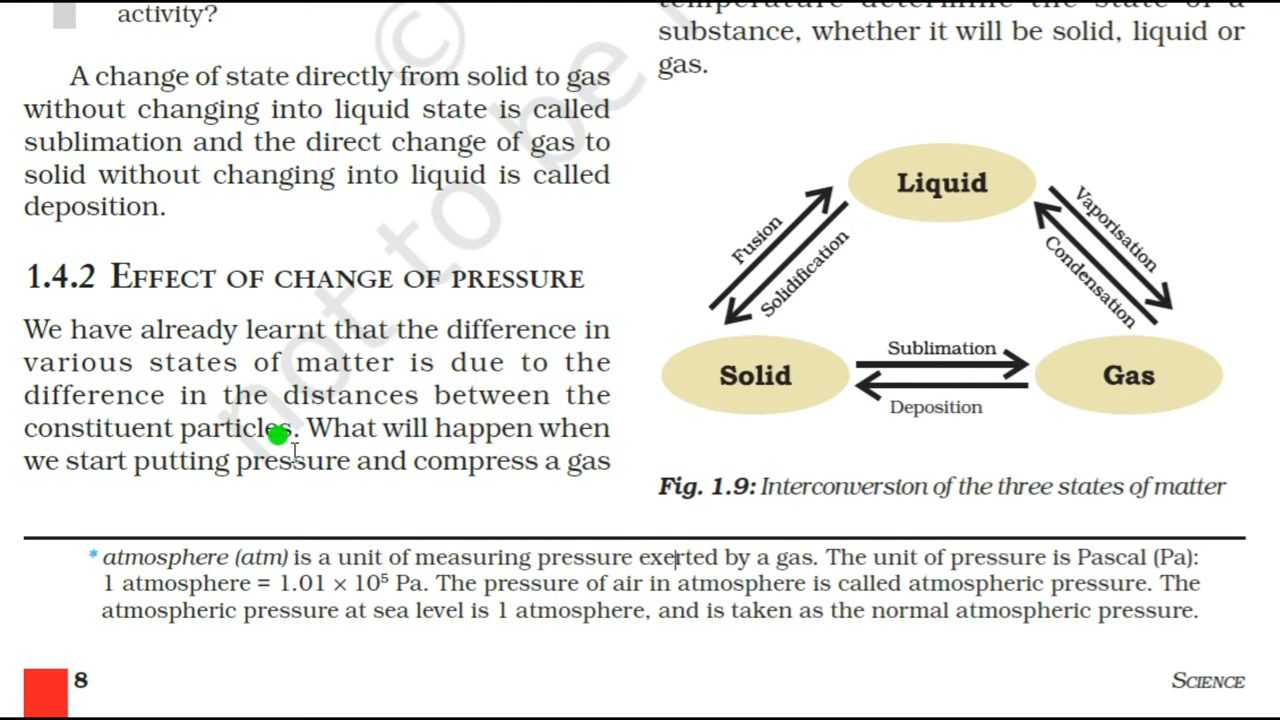 activity?
A change of state directly from solid to gas
without changing into liquid state is called
sublimation and the direct change of gas to
solid without changing into liquid is called
deposition.
1.4.2 EFFECT OF CHANGE OF PRESSURE
We have already learnt that the difference in
various states of matter is due to the
difference in the distances between the
constituent particles. What will happen when
we start putting pressure and compress a gas
temperature determine the state of a
substance, whether it will be solid, liquid or
gas.
Liquid
Fusion
Solidification
Vaporisation
Condensation
Sublimation
Solid
Gas
Deposition
Fig. 1.9: Interconversion of the three states of matter
* atmosphere (atm) is a unit of measuring pressure exerted by a gas. The unit of pressure is Pascal (Pa):
1 atmosphere = 1.01 × 10⁵ Pa. The pressure of air in atmosphere is called atmospheric pressure. The
atmospheric pressure at sea level is 1 atmosphere, and is taken as the normal atmospheric pressure.
8
SCIENCE
©
not to be